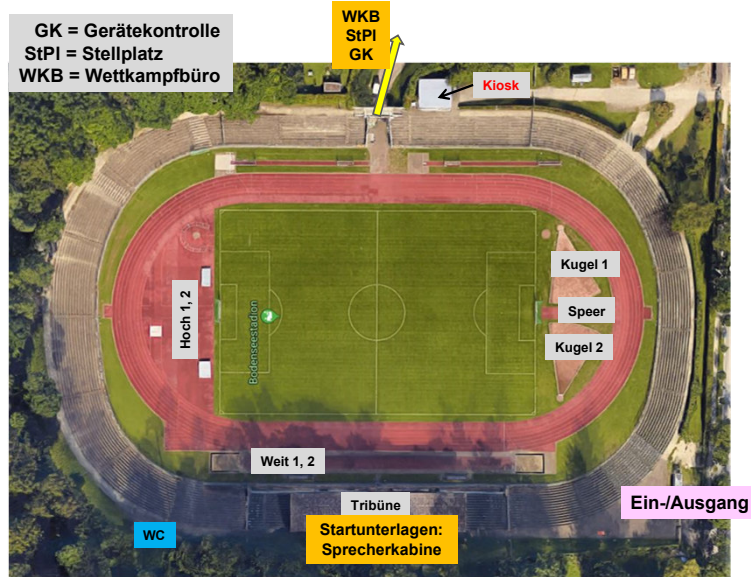 GK = Gerätekontrolle
StPl = Stellplatz
WKB = Wettkampfbüro
WKB
StPl
GK
Kiosk
Kugel 1
Speer
Kugel 2
Hoch 1, 2
Bodenseestadion
Weit 1, 2
Tribüne
Ein-/Ausgang
Startunterlagen:
Sprecherkabine
WC